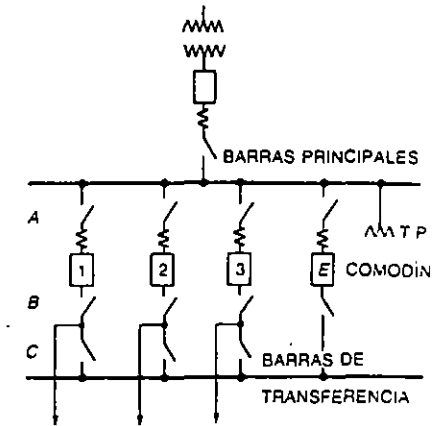 BARRAS PRINCIPALES
A
T P
1
2
3
E
COMODÍN
B
C
BARRAS DE
TRANSFERENCIA